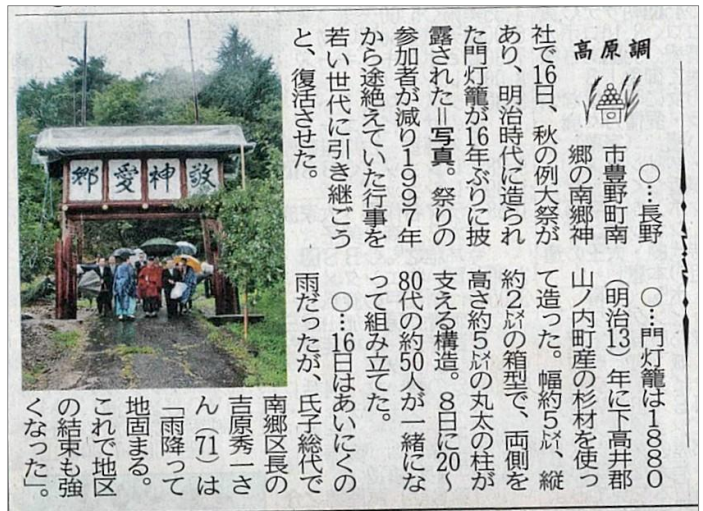 高原調
○…長野
市豊野町南
郷の南郷神
社で16日、秋の例大祭が
あり、明治時代に造られ
た門灯籠が16年ぶりに披
露された＝写真。祭りの
参加者が減り1997年
から途絶えていた行事を
若い世代に引き継ごう
と、復活させた。
○…門灯籠は1880
（明治13）年に下高井郡
山ノ内町産の杉材を使っ
て造った。幅約5㍍、縦
約2㍍の箱型で、両側を
高さ約5㍍の丸太の柱が
支える構造。8日に20～
80代の約50人が一緒にな
って組み立てた。
○…16日はあいにくの
雨だったが、氏子総代で
南郷区長の
吉原秀一さ
ん（71）は
「雨降って
地固まる。
これで地区
の結束も強
くなった」。
敬神愛郷